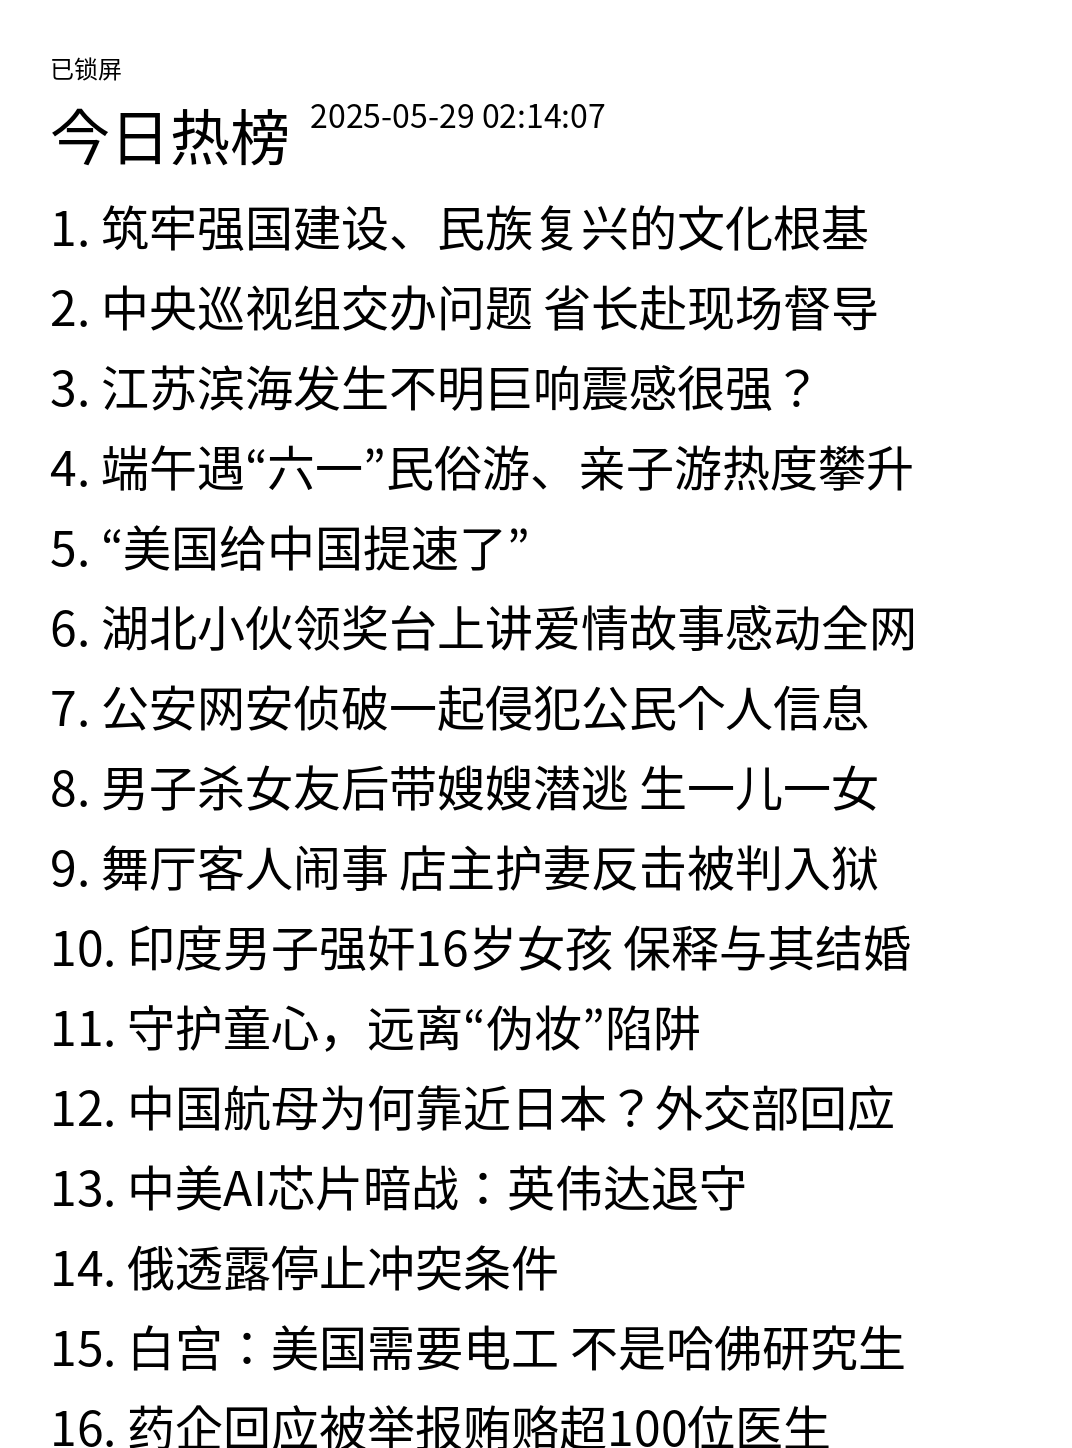 已锁屏
今日热榜 2025-05-29 02:14:07
1. 筑牢强国建设、民族复兴的文化根基
2. 中央巡视组交办问题 省长赴现场督导
3. 江苏滨海发生不明巨响震感很强？
4. 端午遇“六一”民俗游、亲子游热度攀升
5. “美国给中国提速了”
6. 湖北小伙领奖台上讲爱情故事感动全网
7. 公安网安侦破一起侵犯公民个人信息
8. 男子杀女友后带嫂嫂潜逃 生一儿一女
9. 舞厅客人闹事 店主护妻反击被判入狱
10. 印度男子强奸16岁女孩 保释与其结婚
11. 守护童心，远离“伪妆”陷阱
12. 中国航母为何靠近日本？外交部回应
13. 中美AI芯片暗战：英伟达退守
14. 俄透露停止冲突条件
15. 白宫：美国需要电工 不是哈佛研究生
16. 药企回应被举报贿赂超100位医生